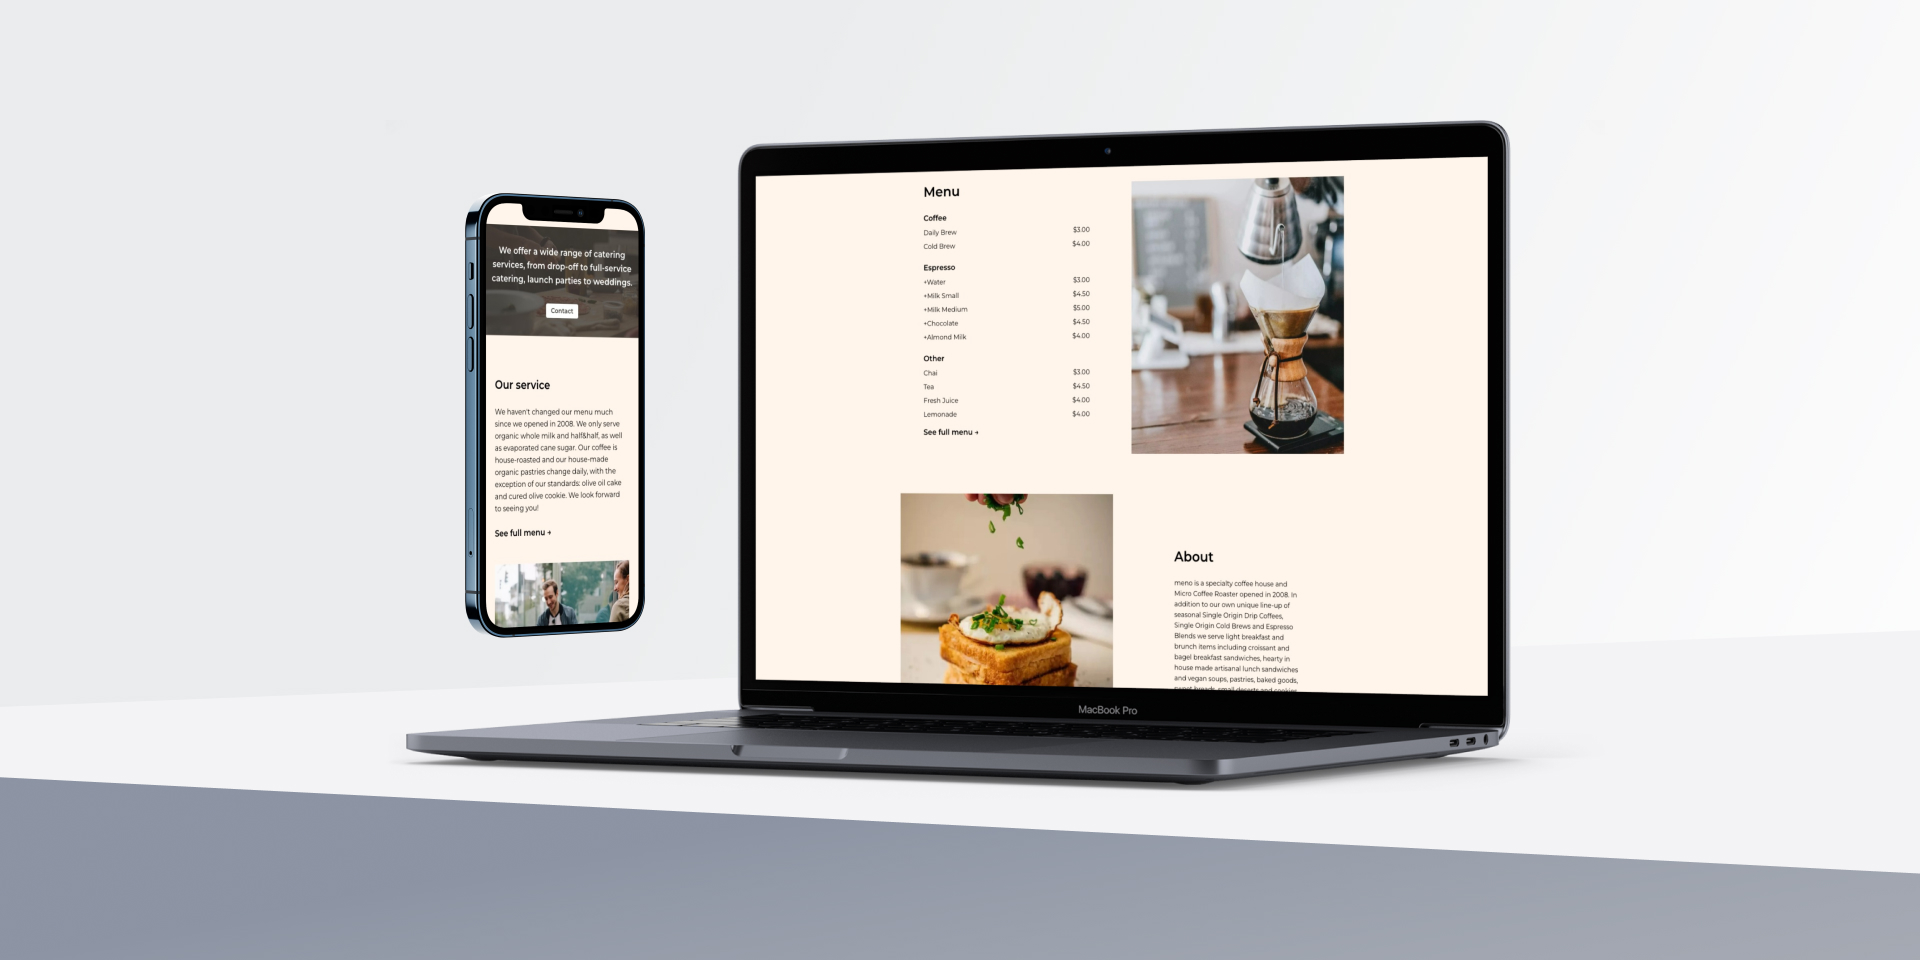 We offer a wide range of catering
services, from drop-off to full-service
catering, launch parties to weddings.
Contact
Our service
We haven't changed our menu much
since we opened in 2008. We only serve
organic whole milk and half&half, as well
as evaporated cane sugar. Our coffee is
house-roasted and our house-made
organic pastries change daily, with the
exception of our standards: olive oil cake
and cured olive cookie. We look forward
to seeing you!
See full menu →
Menu
Coffee
Daily Brew $3.00
Cold Brew $4.00
Espresso
+Water $3.00
+Milk Small $4.50
+Milk Medium $5.00
+Chocolate $4.50
+Almond Milk $4.00
Other
Chai $3.00
Tea $4.50
Fresh Juice $4.00
Lemonade $4.00
See full menu →
About
meno is a specialty coffee house and
Micro Coffee Roaster opened in 2008. In
addition to our own unique line-up of
seasonal Single Origin Drip Coffees,
Single Origin Cold Brews and Espresso
Blends we serve light breakfast and
brunch items including croissant and
bagel breakfast sandwiches, hearty in
house made artisanal lunch sandwiches
and vegan soups, pastries, baked goods,
MacBook Pro